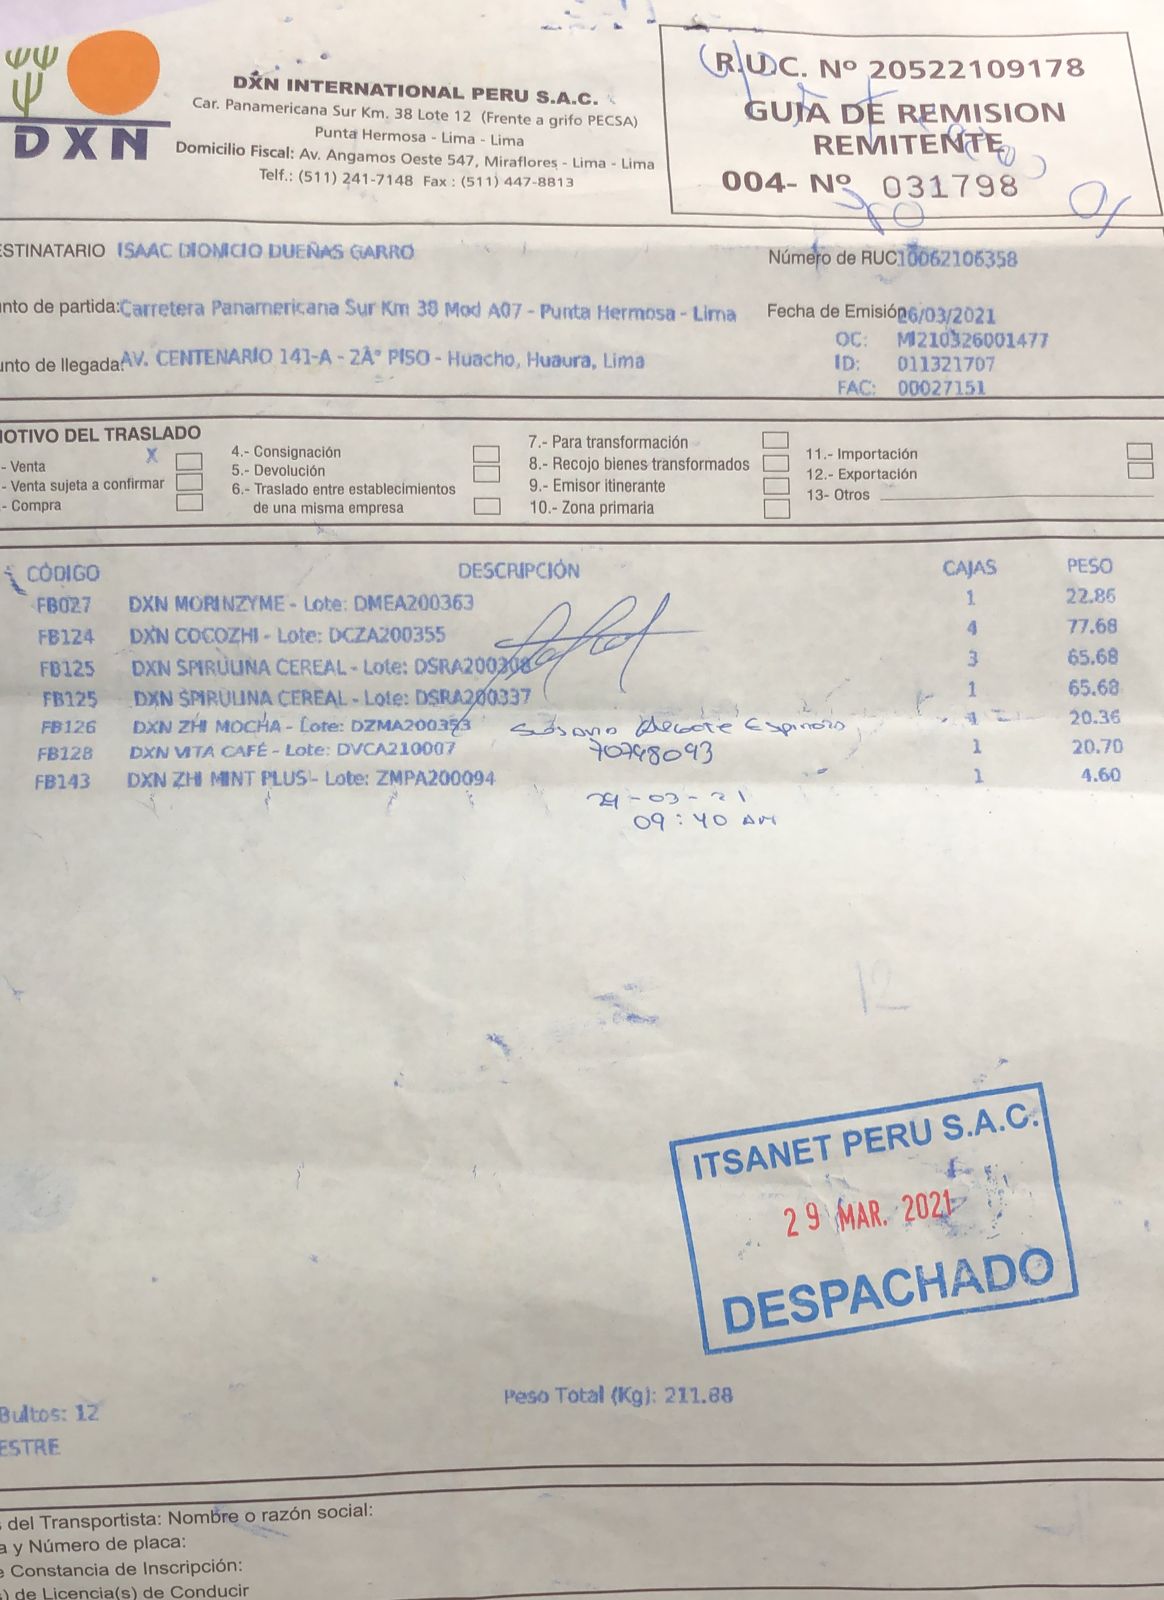 DXN
DXN INTERNATIONAL PERU S.A.C.
Car. Panamericana Sur Km. 38 Lote 12 (Frente a grifo PECSA)
Punta Hermosa - Lima - Lima
Domicilio Fiscal: Av. Angamos Oeste 547, Miraflores - Lima - Lima
Telf.: (511) 241-7148 Fax : (511) 447-8813
R.U.C. Nº 20522109178
GUIA DE REMISION
REMITENTE
004- Nº 031798
ESTINATARIO ISAAC DIONICIO DUEÑAS GARRO
Número de RUC 10062106358
nto de partida: Carretera Panamericana Sur Km 38 Mod A07 - Punta Hermosa - Lima
Fecha de Emisión 26/03/2021
OC: MI210326001477
unto de llegada: AV. CENTENARIO 141-A - 2Â° PISO - Huacho, Huaura, Lima
ID: 011321707
FAC: 00027151
MOTIVO DEL TRASLADO
- Venta X
- Venta sujeta a confirmar
- Compra
4.- Consignación
5.- Devolución
6.- Traslado entre establecimientos
de una misma empresa
7.- Para transformación
8.- Recojo bienes transformados
9.- Emisor itinerante
10.- Zona primaria
11.- Importación
12.- Exportación
13- Otros
CÓDIGO DESCRIPCIÓN CAJAS PESO
FB027 DXN MORINZYME - Lote: DMEA200363 1 22.86
FB124 DXN COCOZHI - Lote: DCZA200355 4 77.68
FB125 DXN SPIRULINA CEREAL - Lote: DSRA200308 3 65.68
FB125 DXN SPIRULINA CEREAL - Lote: DSRA200337 1 65.68
FB126 DXN ZHI MOCHA - Lote: DZMA200353 1 20.36
FB128 DXN VITA CAFÉ - Lote: DVCA210007 1 20.70
FB143 DXN ZHI MINT PLUS - Lote: ZMPA200094 1 4.60
Espinoza
70798093
29-03-21
09:40 AM
12
ITSANET PERU S.A.C.
29 MAR. 2021
DESPACHADO
Peso Total (Kg): 211.88
Bultos: 12
ESTRE
s del Transportista: Nombre o razón social:
a y Número de placa:
e Constancia de Inscripción:
s) de Licencia(s) de Conducir